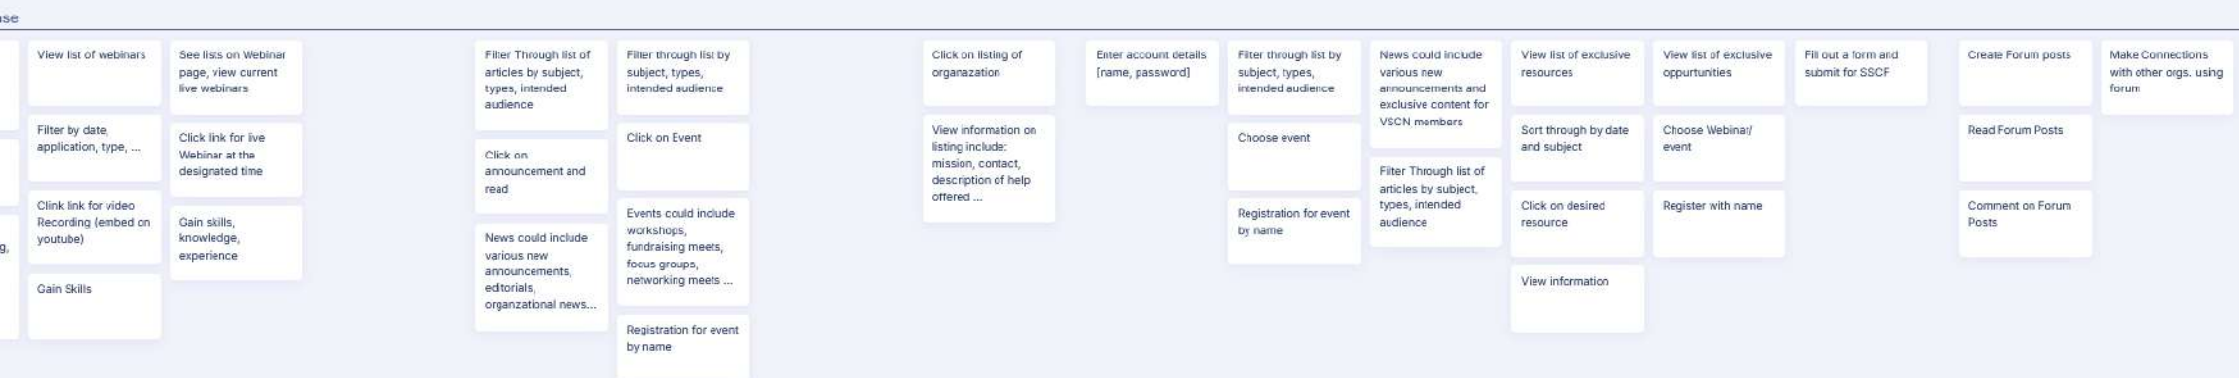 se
View list of webinars
Filter by date,
application, type, ...
Clink link for video
Recording (embed on
youtube)
Gain Skills
See lists on Webinar
page, view current
live webinars
Click link for live
Webinar at the
designated time
Gain skills,
knowledge,
experience
Filter Through list of
articles by subject,
types, intended
audience
Click on
announcement and
read
News could include
various new
announcements,
editorials,
organzational news...
Filter through list by
subject, types,
intended audience
Click on Event
Events could include
workshops,
fundraising meets,
focus groups,
networking meets ...
Registration for event
by name
Click on listing of
organazation
View information on
listing include:
mission, contact,
description of help
offered ...
Enter account details
[name, password]
Filter through list by
subject, types,
intended audience
Choose event
Registration for event
by name
News could include
various new
announcements and
exclusive content for
VSCN members
Filter Through list of
articles by subject,
types, intended
audience
View list of exclusive
resources
Sort through by date
and subject
Click on desired
resource
View information
View list of exclusive
oppurtunities
Choose Webinar/
event
Register with name
Fill out a form and
submit for SSCF
Create Forum posts
Read Forum Posts
Comment on Forum
Posts
Make Connections
with other orgs. using
forum
g,